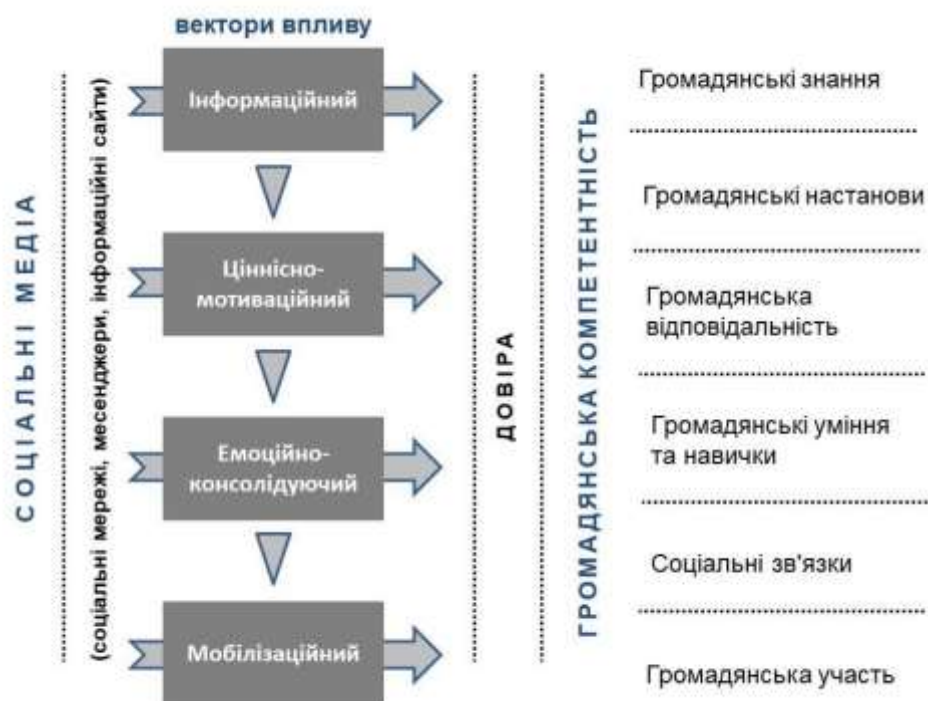 вектори впливу
СОЦІАЛЬНІ МЕДІА
(соціальні мережі, месенджери, інформаційні сайти)
Інформаційний
Ціннісно-
мотиваційний
Емоційно-
консолідуючий
Мобілізаційний
ДОВІРА
ГРОМАДЯНСЬКА КОМПЕТЕНТНІСТЬ
Громадянські знання
Громадянські настанови
Громадянська
відповідальність
Громадянські уміння
та навички
Соціальні зв'язки
Громадянська участь